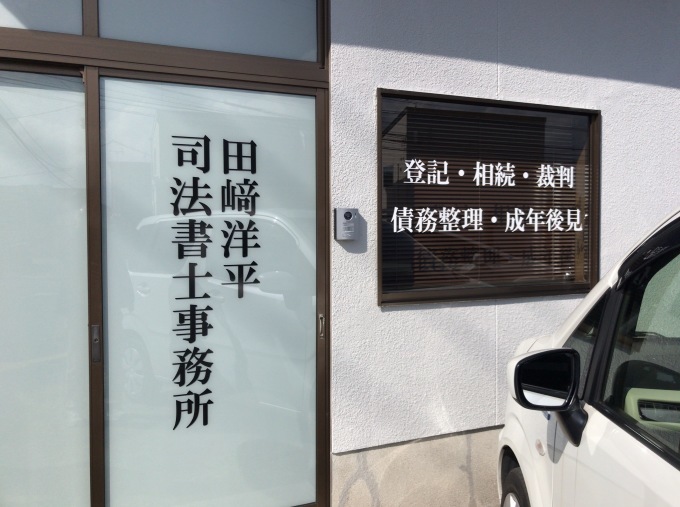 田﨑洋平
司法書士事務所
登記・相続・裁判
債務整理・成年後見